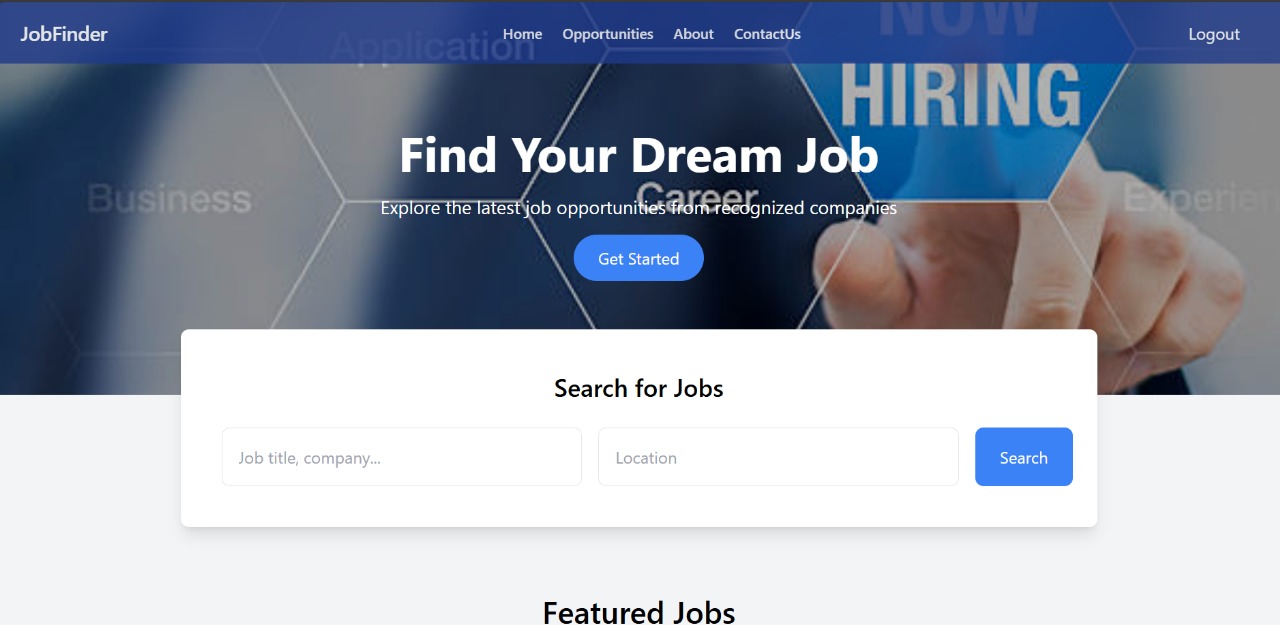 JobFinder
Home Opportunities About ContactUs
Logout
Application
NOW
HIRING
Find Your Dream Job
Business
Career
Explore the latest job opportunities from recognized companies
Get Started
Search for Jobs
Job title, company...
Location
Search
Featured Jobs